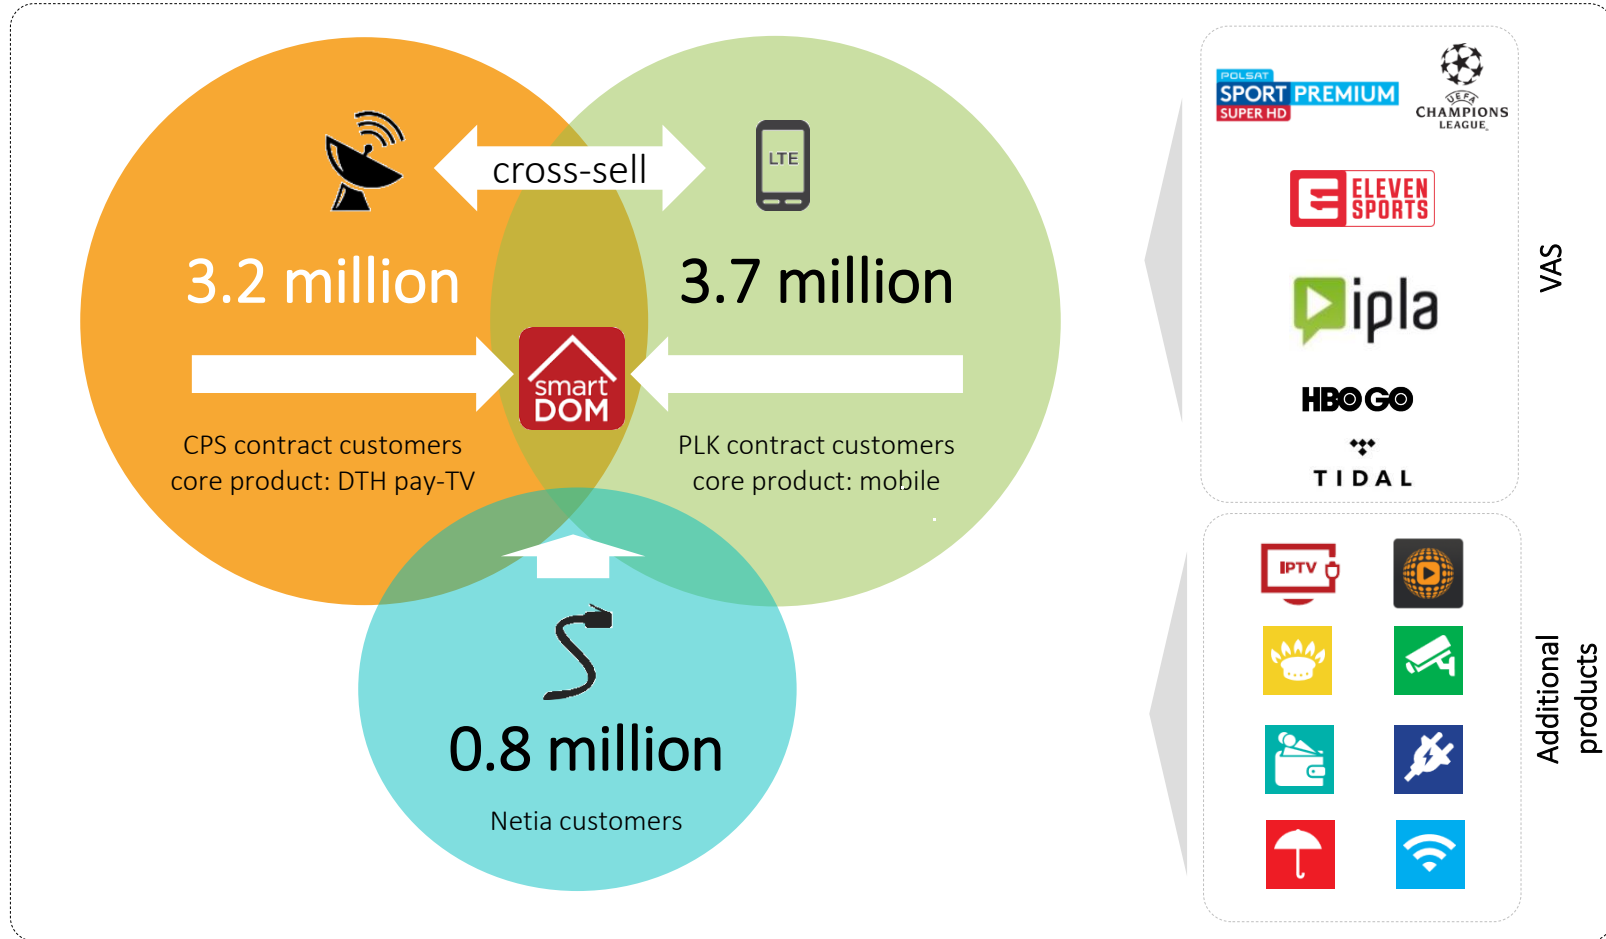 cross-sell
LTE
3.2 million
3.7 million
smart
DOM
CPS contract customers
core product: DTH pay-TV
PLK contract customers
core product: mobile
0.8 million
Netia customers
POLSAT
SPORT PREMIUM
SUPER HD
UEFA
CHAMPIONS
LEAGUE
ELEVEN
SPORTS
ipla
HBO GO
TIDAL
VAS
IPTV
Additional
products